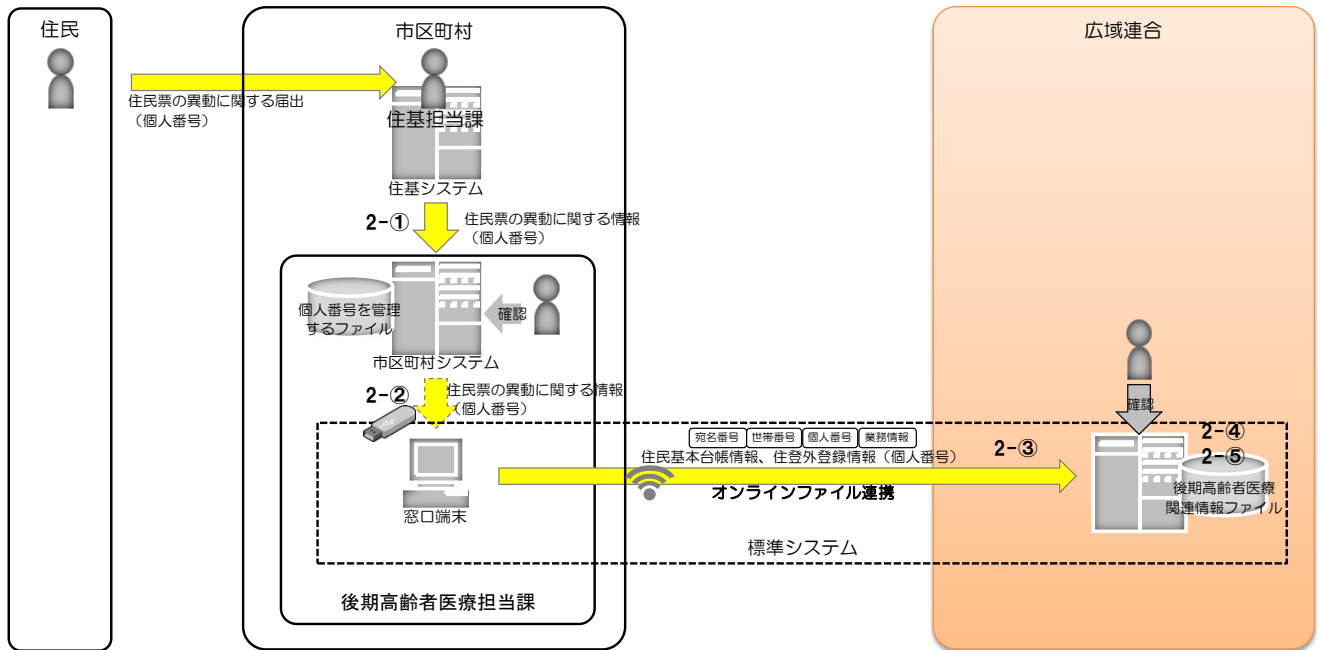 住民
市区町村
広域連合
住民票の異動に関する届出
（個人番号）
住基担当課
住基システム
2-①
住民票の異動に関する情報
（個人番号）
個人番号を管理
するファイル
確認
市区町村システム
2-②
住民票の異動に関する情報
（個人番号）
確認
宛名番号 世帯番号 個人番号 業務情報
住民基本台帳情報、住登外登録情報（個人番号）
2-③
2-④
2-⑤
オンラインファイル連携
後期高齢者医療
関連情報ファイル
窓口端末
標準システム
後期高齢者医療担当課